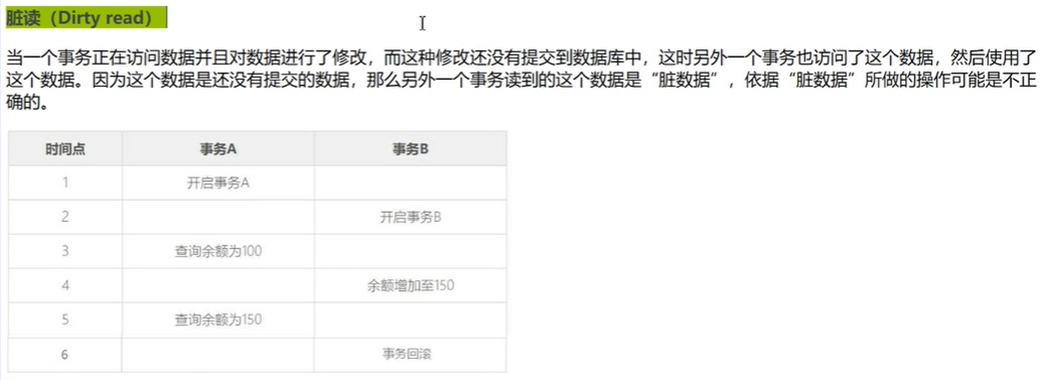 脏读（Dirty read）
当一个事务正在访问数据并且对数据进行了修改，而这种修改还没有提交到数据库中，这时另外一个事务也访问了这个数据，然后使用了
这个数据。因为这个数据是还没有提交的数据，那么另外一个事务读到的这个数据是“脏数据”，依据“脏数据”所做的操作可能是不正
确的。
时间点 事务A 事务B
1 开启事务A
2 开启事务B
3 查询余额为100
4 余额增加至150
5 查询余额为150
6 事务回滚